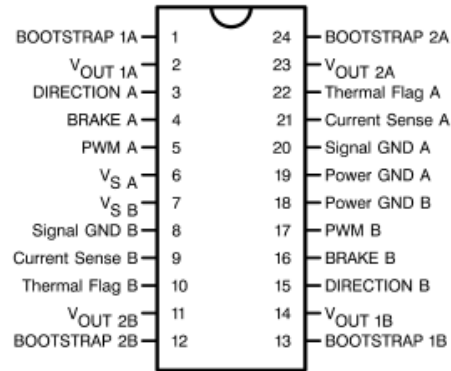 BOOTSTRAP 1A 1 24 BOOTSTRAP 2A
VOUT 1A 2 23 VOUT 2A
DIRECTION A 3 22 Thermal Flag A
BRAKE A 4 21 Current Sense A
PWM A 5 20 Signal GND A
VS A 6 19 Power GND A
VS B 7 18 Power GND B
Signal GND B 8 17 PWM B
Current Sense B 9 16 BRAKE B
Thermal Flag B 10 15 DIRECTION B
VOUT 2B 11 14 VOUT 1B
BOOTSTRAP 2B 12 13 BOOTSTRAP 1B